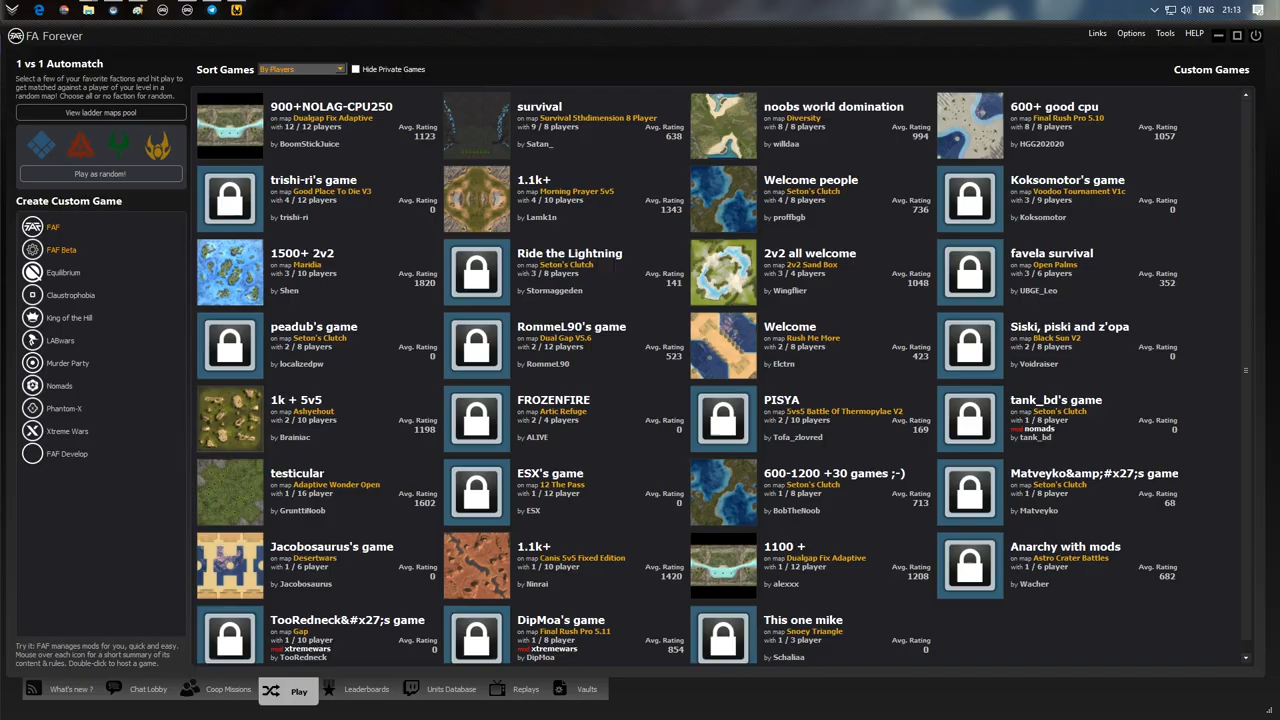 ENG
21:13
FA Forever
Links Options Tools HELP
1 vs 1 Automatch
Select a few of your favorite factions and hit play to
get matched against a player of your level in a
random map! Choose all or no faction for random.
View ladder maps pool
Play as random!
Create Custom Game
FAF
FAF Beta
Equilibrium
Claustrophobia
King of the Hill
LABwars
Murder Party
Nomads
Phantom-X
Xtreme Wars
FAF Develop
Try it: FAF manages mods for you, quick and easy.
Mouse over each icon for a short summary of its
content & rules. Double-click to host a game.
Sort Games By Players Hide Private Games
Custom Games
900+NOLAG-CPU250
on map Dualgap Fix Adaptive
with 12 / 12 players Avg. Rating
1123
by BoomStickJuice
survival
on map Survival 5thdimension 8 Player
with 9 / 8 players Avg. Rating
638
by Satan_
noobs world domination
on map Diversity
with 8 / 8 players Avg. Rating
994
by willdaa
600+ good cpu
on map Final Rush Pro 5.10
with 8 / 8 players Avg. Rating
1057
by HGG202020
trishi-ri's game
on map Good Place To Die V3
with 4 / 12 players Avg. Rating
0
by trishi-ri
1.1k+
on map Morning Prayer 5v5
with 4 / 10 players Avg. Rating
1343
by Lamk1n
Welcome people
on map Seton's Clutch
with 4 / 8 players Avg. Rating
736
by proffbgb
Koksomotor's game
on map Voodoo Tournament V1c
with 3 / 9 players Avg. Rating
0
by Koksomotor
1500+ 2v2
on map Maridia
with 3 / 10 players Avg. Rating
1820
by Shen
Ride the Lightning
on map Seton's Clutch
with 3 / 8 players Avg. Rating
141
by Stormaggeden
2v2 all welcome
on map 2v2 Sand Box
with 3 / 4 players Avg. Rating
1048
by Wingflier
favela survival
on map Open Palms
with 3 / 6 players Avg. Rating
352
by UBGE_Leo
peadub's game
on map Seton's Clutch
with 2 / 8 players Avg. Rating
0
by localizedpw
RommeL90's game
on map Dual Gap V5.6
with 2 / 12 players Avg. Rating
523
by RommeL90
Welcome
on map Rush Me More
with 2 / 8 players Avg. Rating
423
by Elctrn
Siski, piski and z'opa
on map Black Sun V2
with 2 / 8 players Avg. Rating
0
by Voidraiser
1k + 5v5
on map Ashyehout
with 2 / 10 players Avg. Rating
1198
by Brainiac
FROZENFIRE
on map Artic Refuge
with 2 / 4 players Avg. Rating
0
by ALIVE
PISYA
on map 5vs5 Battle Of Thermopylae V2
with 2 / 10 players Avg. Rating
169
by Tofa_zlovred
tank_bd's game
on map Seton's Clutch
with 1 / 8 player Avg. Rating
mod nomads 0
by tank_bd
testicular
on map Adaptive Wonder Open
with 1 / 16 player Avg. Rating
1602
by GrunttiNoob
ESX's game
on map 12 The Pass
with 1 / 12 player Avg. Rating
0
by ESX
600-1200 +30 games ;-)
on map Seton's Clutch
with 1 / 8 player Avg. Rating
713
by BobTheNoob
Matveyko&amp;#x27;s game
on map Seton's Clutch
with 1 / 8 player Avg. Rating
68
by Matveyko
Jacobosaurus's game
on map Desertwars
with 1 / 6 player Avg. Rating
0
by Jacobosaurus
1.1k+
on map Canis 5v5 Fixed Edition
with 1 / 10 player Avg. Rating
1420
by Ninrai
1100 +
on map Dualgap Fix Adaptive
with 1 / 12 player Avg. Rating
1208
by alexxx
Anarchy with mods
on map Astro Crater Battles
with 1 / 6 player Avg. Rating
682
by Wacher
TooRedneck&#x27;s game
on map Gap
with 1 / 10 player Avg. Rating
mod xtremewars 0
by TooRedneck
DipMoa's game
on map Final Rush Pro 5.11
with 1 / 8 player Avg. Rating
mod xtremewars 854
by DipMoa
This one mike
on map Snoey Triangle
with 1 / 3 player Avg. Rating
0
by Schaliaa
What's new ? Chat Lobby Coop Missions Play Leaderboards Units Database Replays Vaults